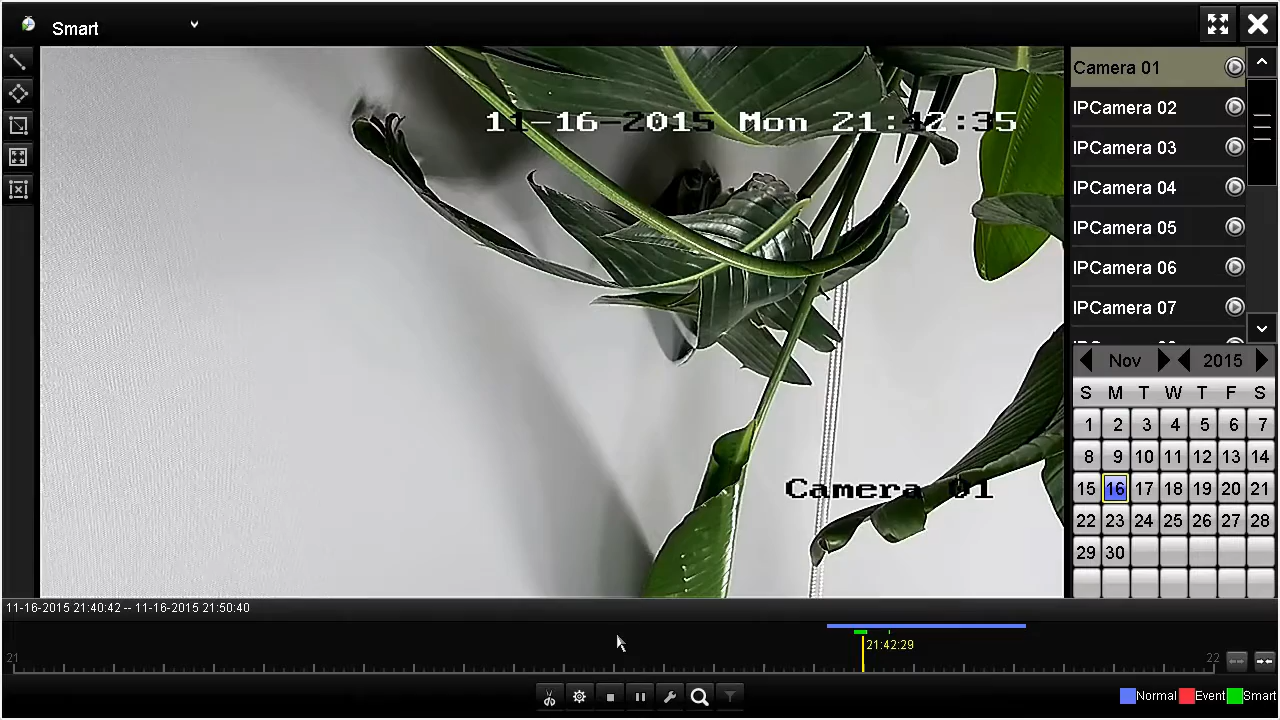 Smart
11-16-2015 Mon 21:42:35
Camera 01
Camera 01
IPCamera 02
IPCamera 03
IPCamera 04
IPCamera 05
IPCamera 06
IPCamera 07
Nov 2015
S M T W T F S
1 2 3 4 5 6 7
8 9 10 11 12 13 14
15 16 17 18 19 20 21
22 23 24 25 26 27 28
29 30
11-16-2015 21:40:42 -- 11-16-2015 21:50:40
21:42:29
21 22
Normal Event Smart